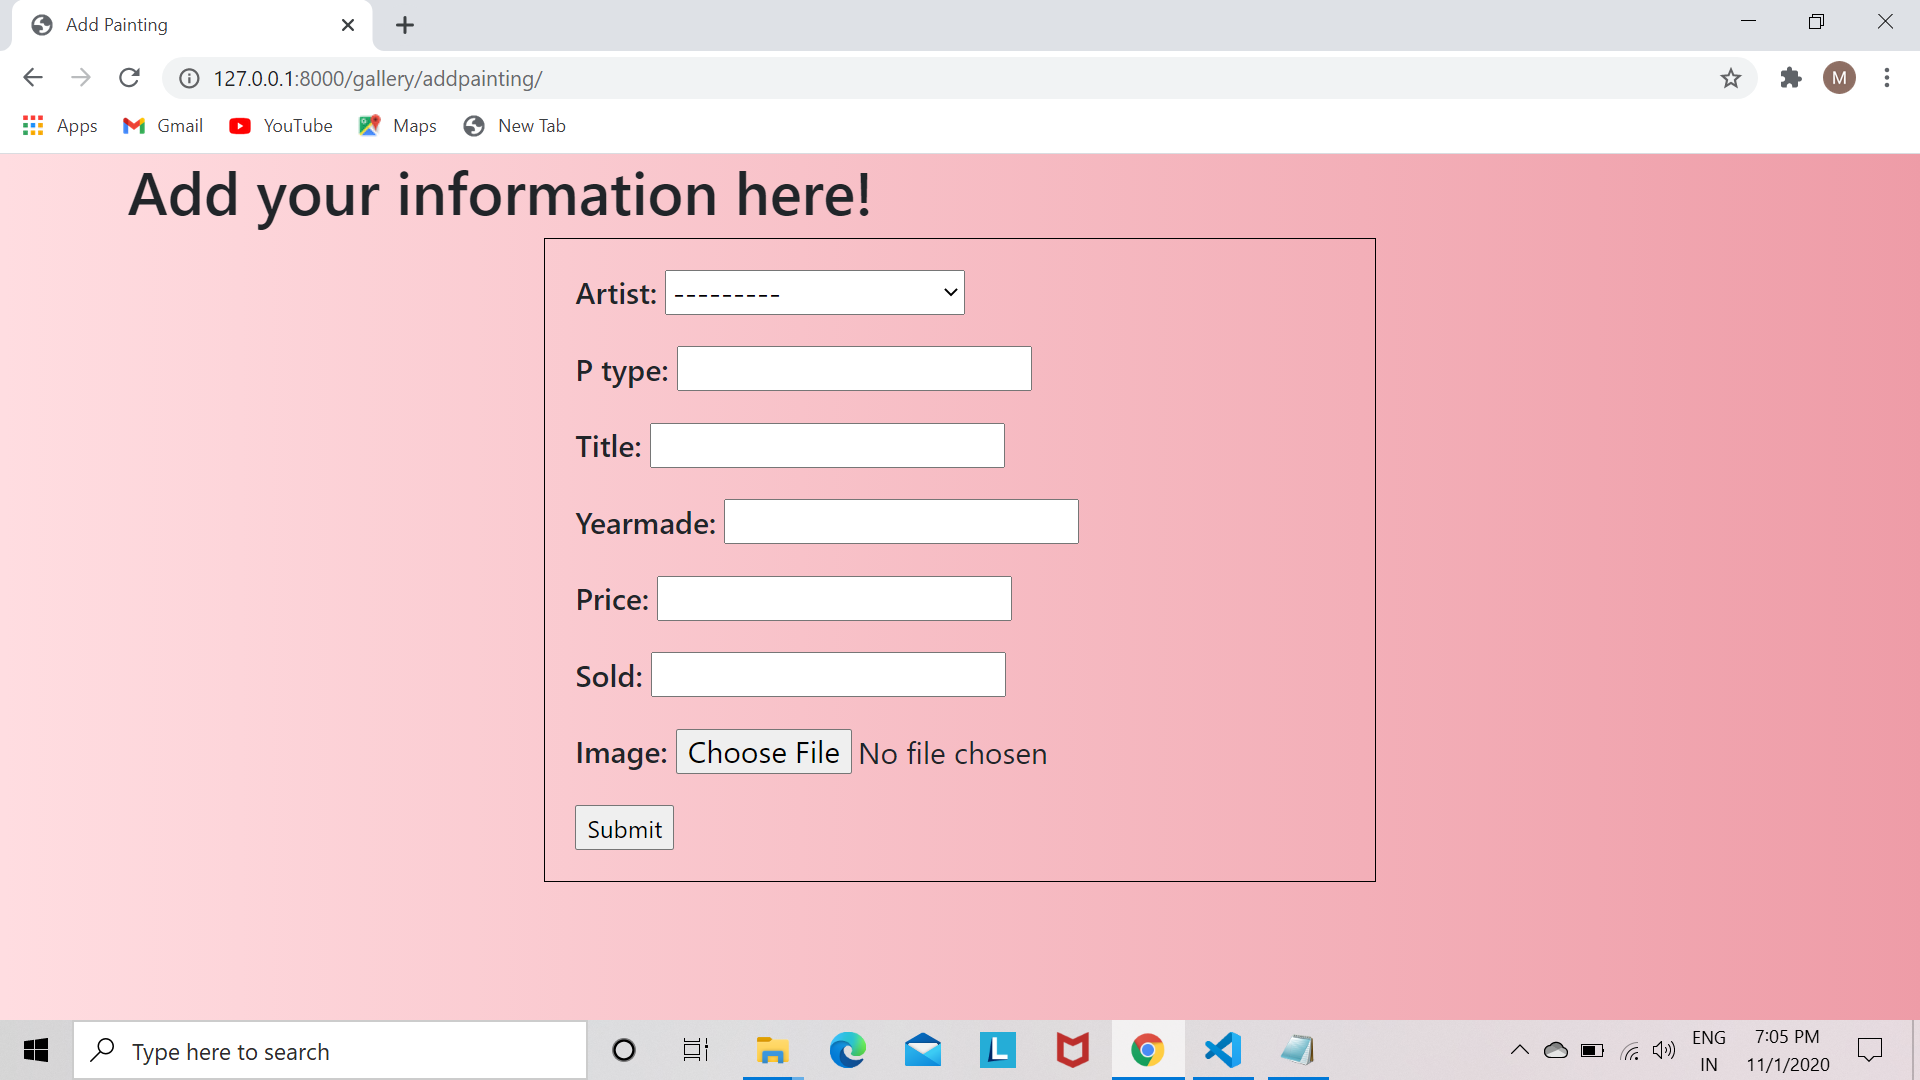 Add Painting
127.0.0.1:8000/gallery/addpainting/
M
Apps Gmail YouTube Maps New Tab
Add your information here!
Artist: ---------
P type:
Title:
Yearmade:
Price:
Sold:
Image: Choose File No file chosen
Submit
Type here to search
L
ENG
IN
7:05 PM
11/1/2020